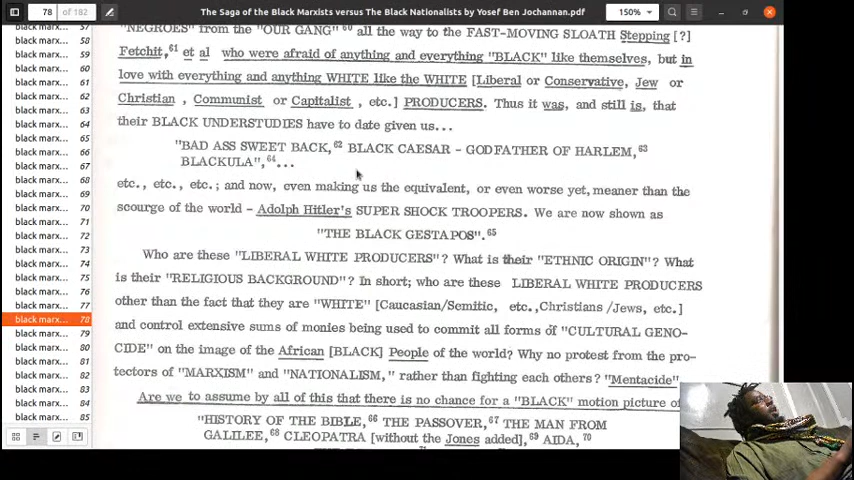 The Saga of the Black Marxists versus The Black Nationalists by Yosef Ben Jochannan.pdf
78 of 182
150%
"NEGROES" from the "OUR GANG" 60 all the way to the FAST-MOVING SLOATH Stepping [?]
Fetchit,61 et al who were afraid of anything and everything "BLACK" like themselves, but in
love with everything and anything WHITE like the WHITE [Liberal or Conservative, Jew or
Christian , Communist or Capitalist , etc.] PRODUCERS. Thus it was, and still is, that
their BLACK UNDERSTUDIES have to date given us...
"BAD ASS SWEET BACK,62 BLACK CAESAR - GODFATHER OF HARLEM,63
BLACKULA",64...
etc., etc., etc.; and now, even making us the equivalent, or even worse yet, meaner than the
scourge of the world - Adolph Hitler's SUPER SHOCK TROOPERS. We are now shown as
"THE BLACK GESTAPOS".65
Who are these "LIBERAL WHITE PRODUCERS"? What is their "ETHNIC ORIGIN"? What
is their "RELIGIOUS BACKGROUND"? In short; who are these LIBERAL WHITE PRODUCERS
other than the fact that they are "WHITE" [Caucasian/Semitic, etc.,Christians /Jews, etc.]
and control extensive sums of monies being used to commit all forms of "CULTURAL GENO-
CIDE" on the image of the African [BLACK] People of the world? Why no protest from the pro-
tectors of "MARXISM" and "NATIONALISM," rather than fighting each others? "Mentacide"
Are we to assume by all of this that there is no chance for a "BLACK" motion picture of
"HISTORY OF THE BIBLE,66 THE PASSOVER,67 THE MAN FROM
GALILEE,68 CLEOPATRA [without the Jones added],69 AIDA,70
black marx... 57
black marx... 58
black marx... 59
black marx... 60
black marx... 61
black marx... 62
black marx... 63
black marx... 64
black marx... 65
black marx... 66
black marx... 67
black marx... 68
black marx... 69
black marx... 70
black marx... 71
black marx... 72
black marx... 73
black marx... 74
black marx... 75
black marx... 76
black marx... 77
black marx... 78
black marx... 79
black marx... 80
black marx... 81
black marx... 82
black marx... 83
black marx... 84
black marx... 85